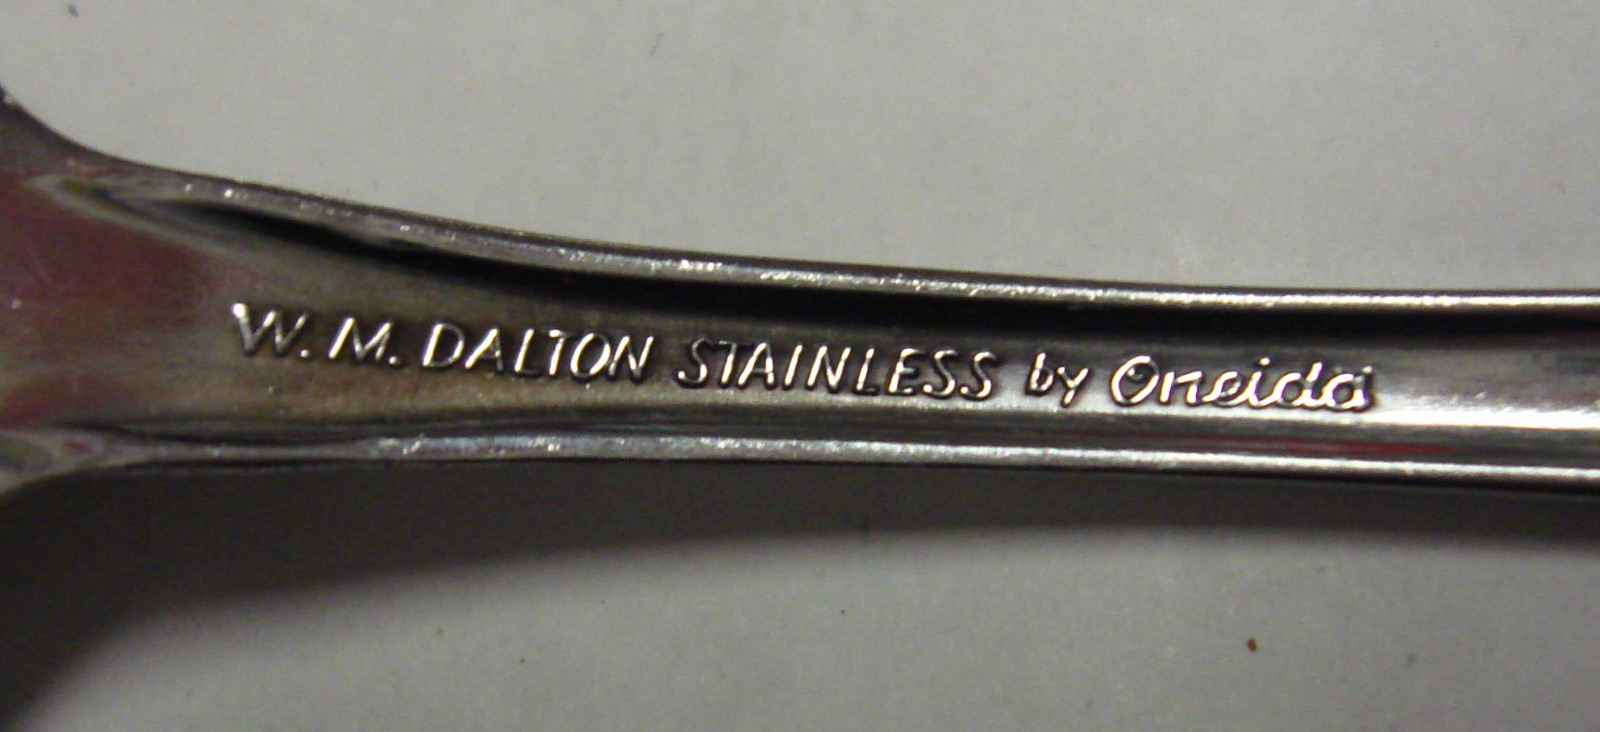 W. M. DALTON STAINLESS by Oneida